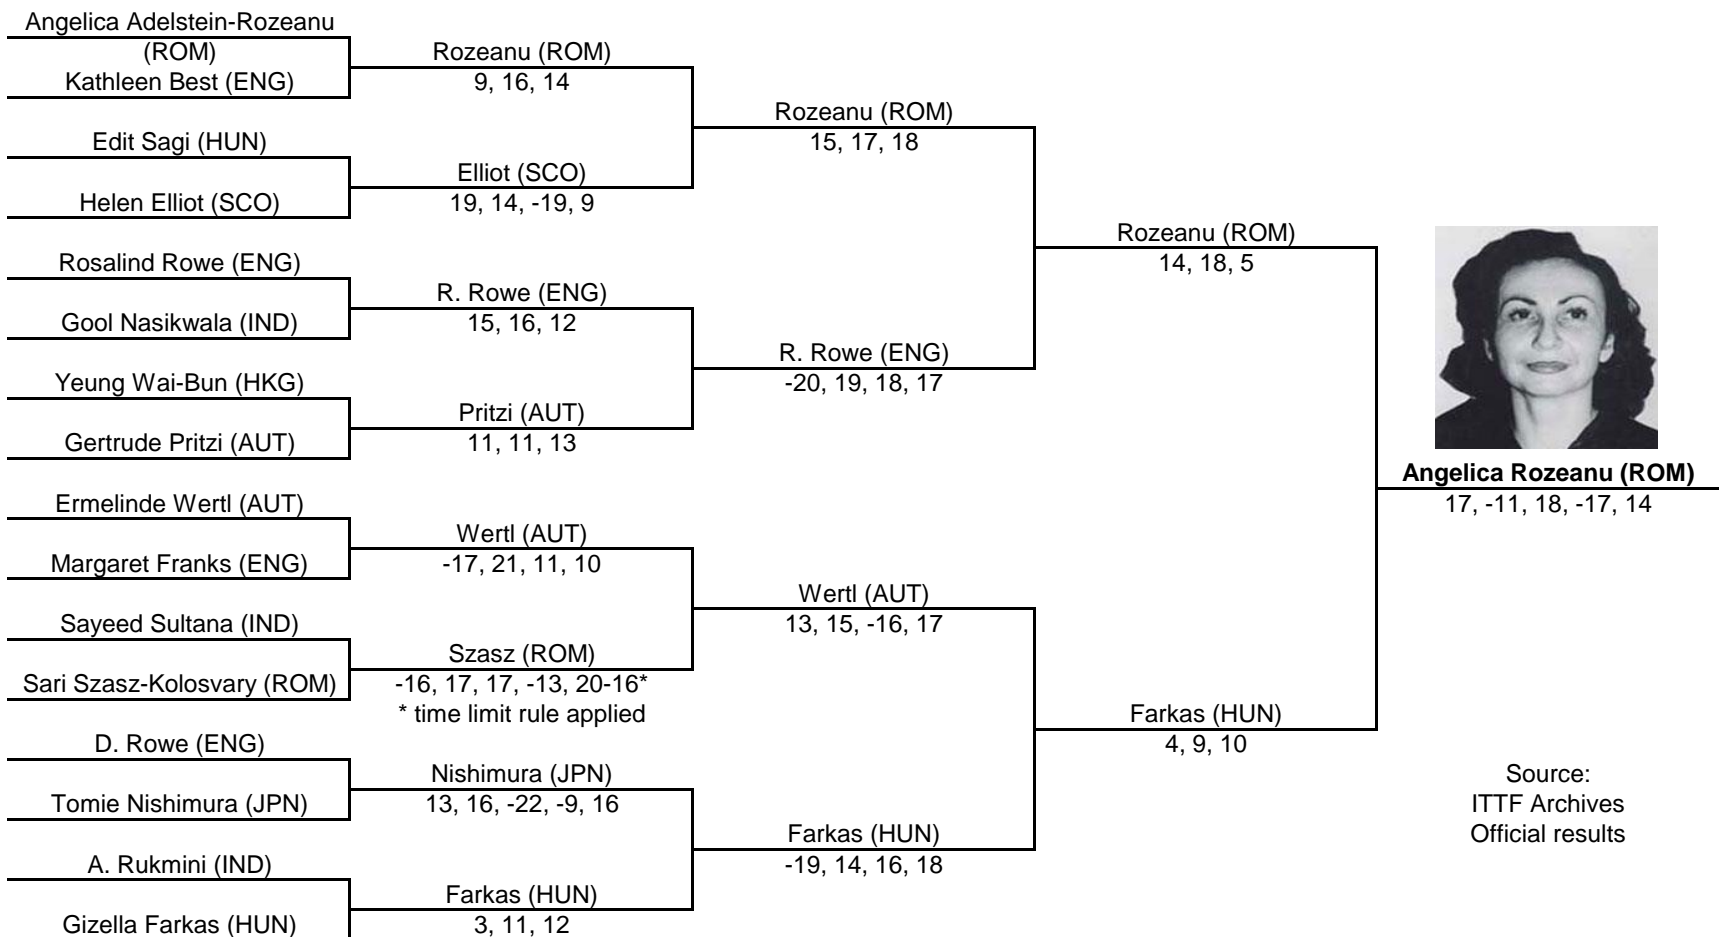 Angelica Adelstein-Rozeanu
(ROM)
Kathleen Best (ENG)
Edit Sagi (HUN)
Helen Elliot (SCO)
Rosalind Rowe (ENG)
Gool Nasikwala (IND)
Yeung Wai-Bun (HKG)
Gertrude Pritzi (AUT)
Ermelinde Wertl (AUT)
Margaret Franks (ENG)
Sayeed Sultana (IND)
Sari Szasz-Kolosvary (ROM)
D. Rowe (ENG)
Tomie Nishimura (JPN)
A. Rukmini (IND)
Gizella Farkas (HUN)
Rozeanu (ROM)
9, 16, 14
Elliot (SCO)
19, 14, -19, 9
R. Rowe (ENG)
15, 16, 12
Pritzi (AUT)
11, 11, 13
Wertl (AUT)
-17, 21, 11, 10
Szasz (ROM)
-16, 17, 17, -13, 20-16*
* time limit rule applied
Nishimura (JPN)
13, 16, -22, -9, 16
Farkas (HUN)
3, 11, 12
Rozeanu (ROM)
15, 17, 18
R. Rowe (ENG)
-20, 19, 18, 17
Wertl (AUT)
13, 15, -16, 17
Farkas (HUN)
-19, 14, 16, 18
Rozeanu (ROM)
14, 18, 5
Farkas (HUN)
4, 9, 10
Angelica Rozeanu (ROM)
17, -11, 18, -17, 14
Source:
ITTF Archives
Official results